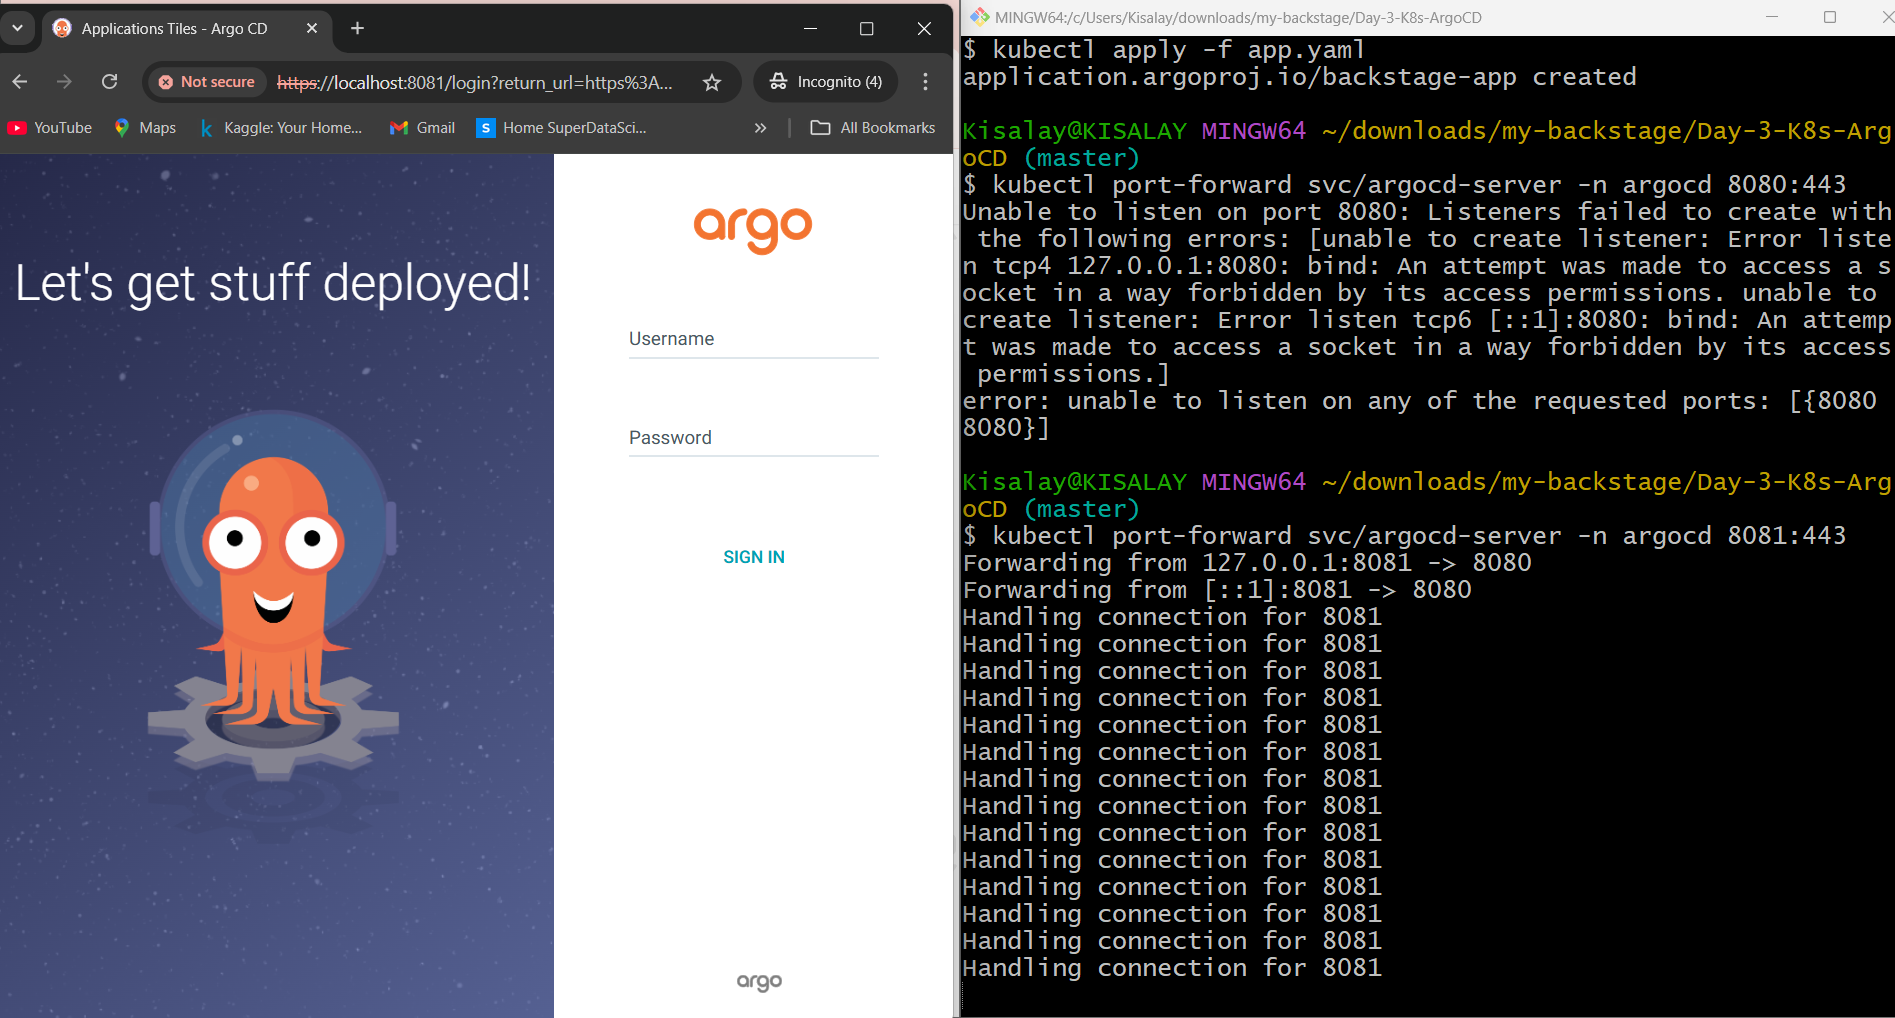 Applications Tiles - Argo CD
Not secure
https://localhost:8081/login?return_url=https%3A...
Incognito (4)
YouTube
Maps
Kaggle: Your Home...
Gmail
S
Home SuperDataSci...
»
All Bookmarks
Let's get stuff deployed!
argo
Username
Password
SIGN IN
argo
MINGW64:/c/Users/Kisalay/downloads/my-backstage/Day-3-K8s-ArgoCD
$ kubectl apply -f app.yaml
application.argoproj.io/backstage-app created
Kisalay@KISALAY MINGW64 ~/downloads/my-backstage/Day-3-K8s-Arg
oCD (master)
$ kubectl port-forward svc/argocd-server -n argocd 8080:443
Unable to listen on port 8080: Listeners failed to create with
the following errors: [unable to create listener: Error liste
n tcp4 127.0.0.1:8080: bind: An attempt was made to access a s
ocket in a way forbidden by its access permissions. unable to
create listener: Error listen tcp6 [::1]:8080: bind: An attemp
t was made to access a socket in a way forbidden by its access
permissions.]
error: unable to listen on any of the requested ports: [{8080
8080}]
Kisalay@KISALAY MINGW64 ~/downloads/my-backstage/Day-3-K8s-Arg
oCD (master)
$ kubectl port-forward svc/argocd-server -n argocd 8081:443
Forwarding from 127.0.0.1:8081 -> 8080
Forwarding from [::1]:8081 -> 8080
Handling connection for 8081
Handling connection for 8081
Handling connection for 8081
Handling connection for 8081
Handling connection for 8081
Handling connection for 8081
Handling connection for 8081
Handling connection for 8081
Handling connection for 8081
Handling connection for 8081
Handling connection for 8081
Handling connection for 8081
Handling connection for 8081
Handling connection for 8081